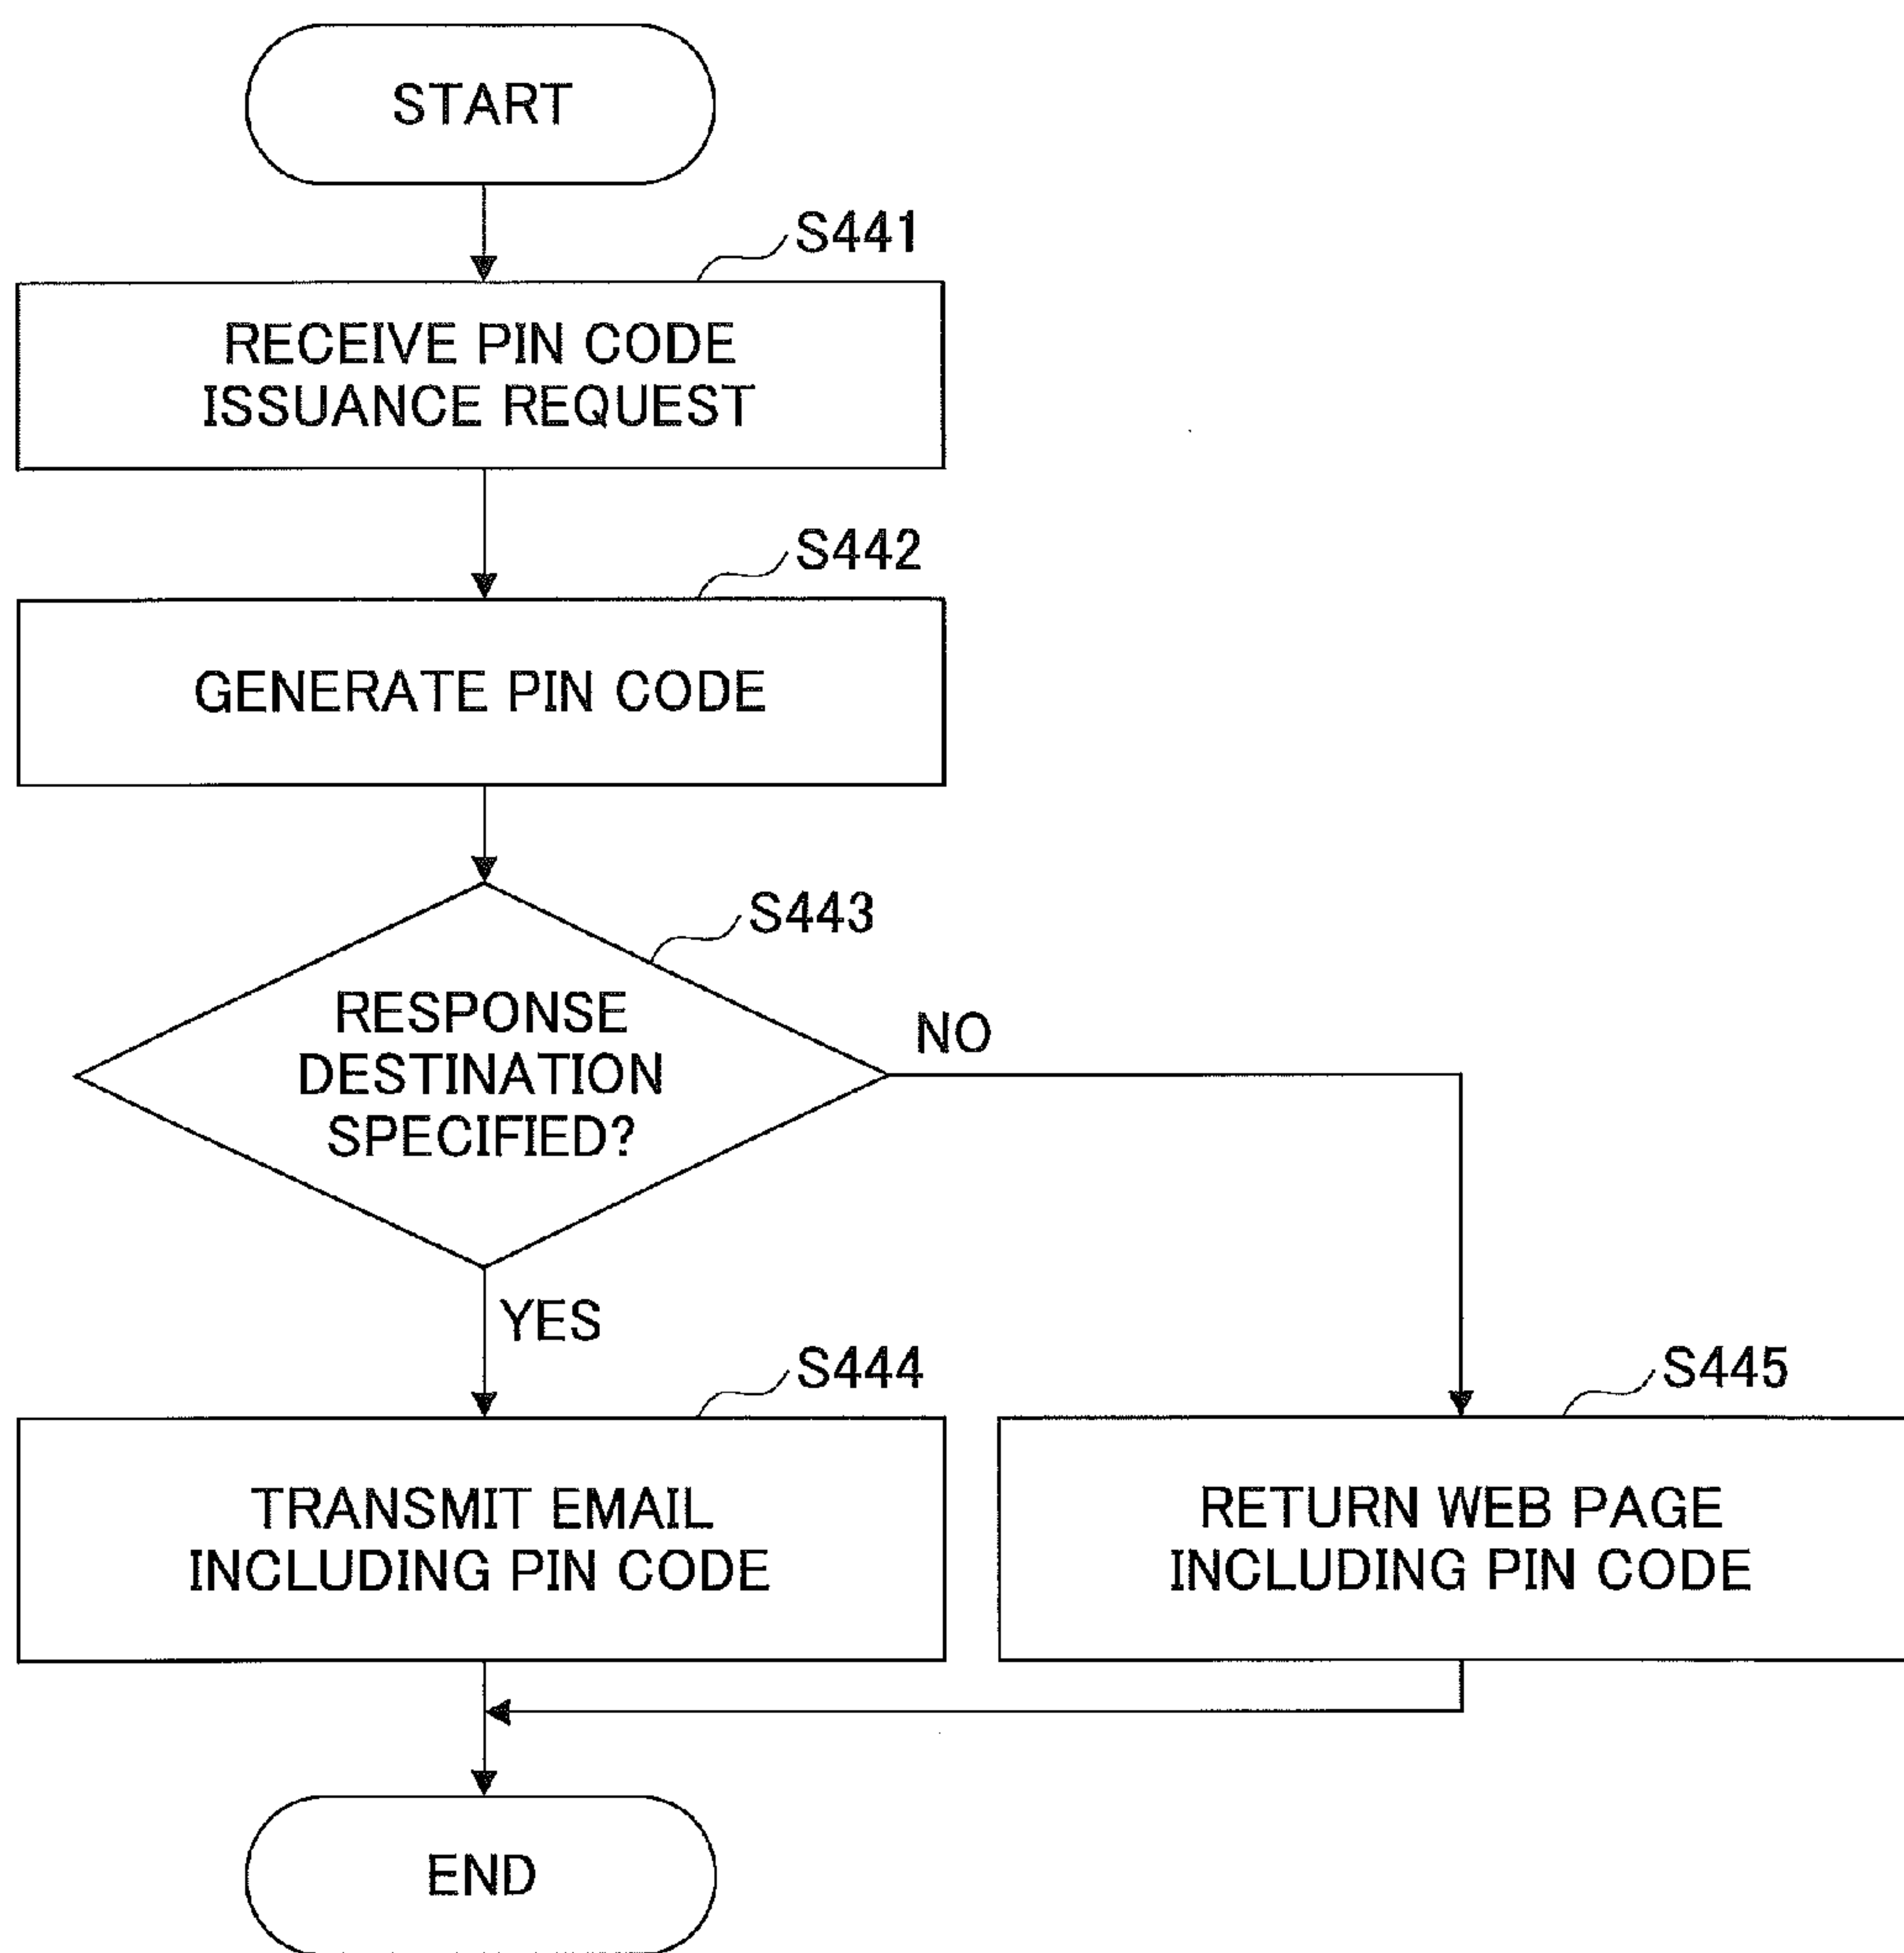 START
S441
RECEIVE PIN CODE
ISSUANCE REQUEST
S442
GENERATE PIN CODE
S443
RESPONSE
DESTINATION
SPECIFIED?
NO
YES
S444
TRANSMIT EMAIL
INCLUDING PIN CODE
S445
RETURN WEB PAGE
INCLUDING PIN CODE
END